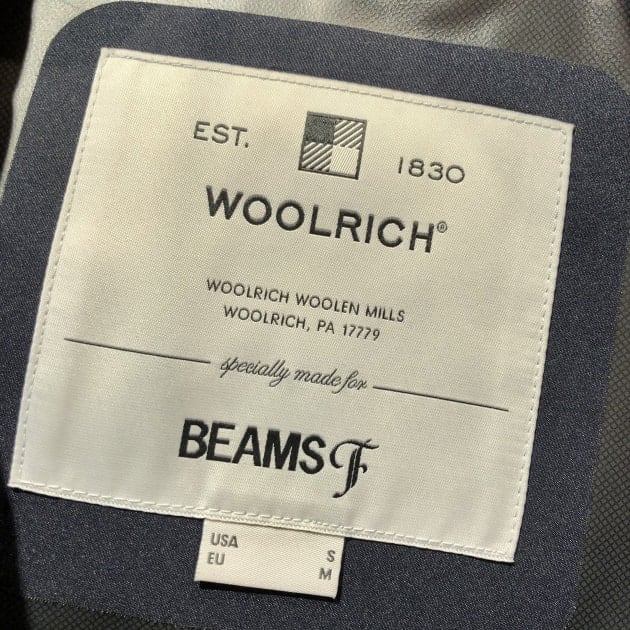 EST. 1830
WOOLRICH®
WOOLRICH WOOLEN MILLS
WOOLRICH, PA 17779
specially made for
BEAMS F
USA S
EU M